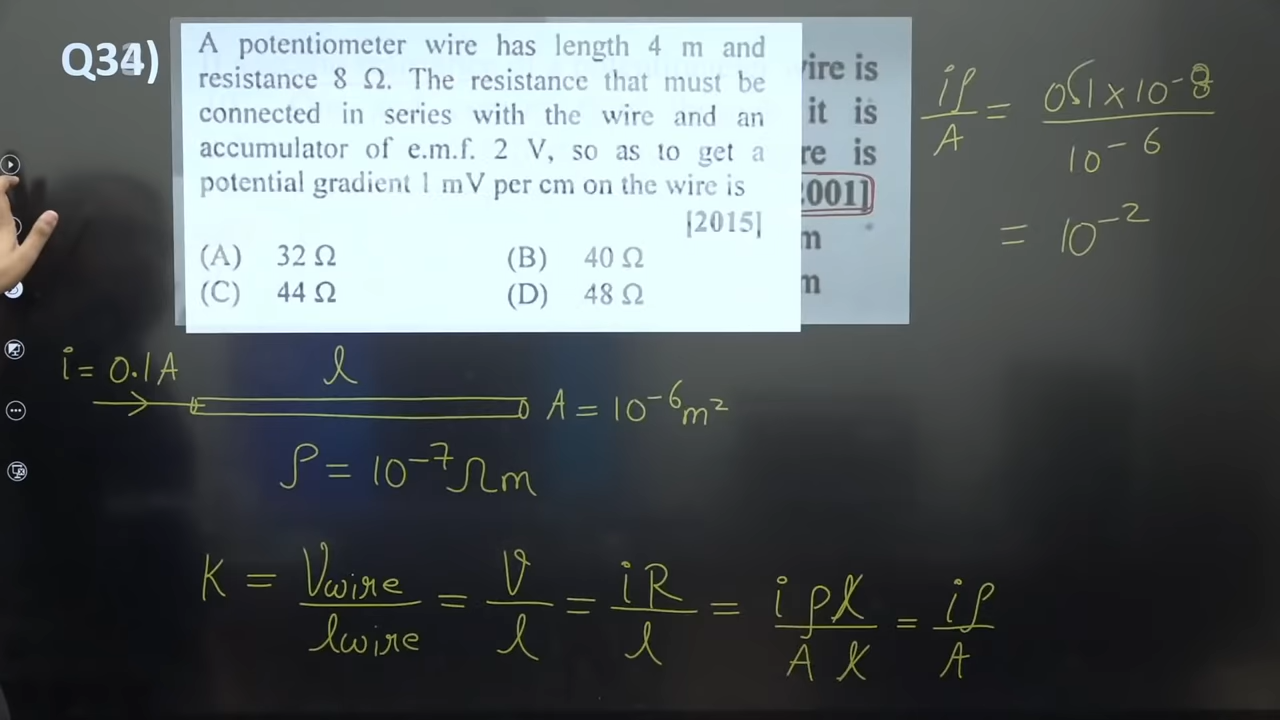 Q34)
A potentiometer wire has length 4 m and
resistance 8 Ω. The resistance that must be
connected in series with the wire and an
accumulator of e.m.f. 2 V, so as to get a
potential gradient 1 mV per cm on the wire is
[2015]
(A) 32 Ω (B) 40 Ω
(C) 44 Ω (D) 48 Ω
ire is
it is
re is
001]
m
m
iρ/A = 0.1 × 10⁻⁸/10⁻⁶
= 10⁻²
i = 0.1A
l
A = 10⁻⁶ m²
ρ = 10⁻⁷ Ωm
K = Vwire/lwire = V/l = iR/l = iρl/Al = iρ/A